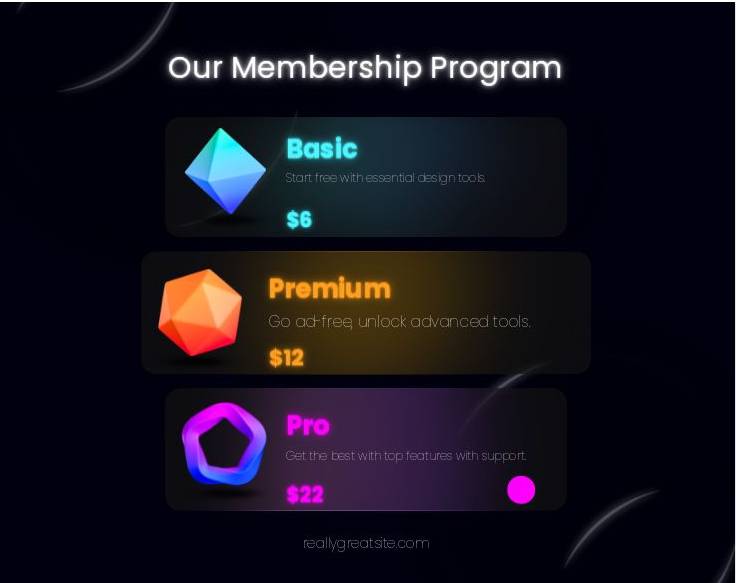 Our Membership Program
Basic
Start free with essential design tools.
$6
Premium
Go ad-free, unlock advanced tools.
$12
Pro
Get the best with top features with support.
$22
reallygreatsite.com